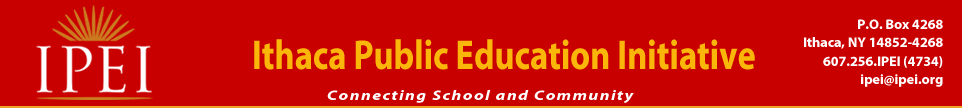 IPEI
Ithaca Public Education Initiative
Connecting School and Community
P.O. Box 4268
Ithaca, NY 14852-4268
607.256.IPEI (4734)
ipei@ipei.org